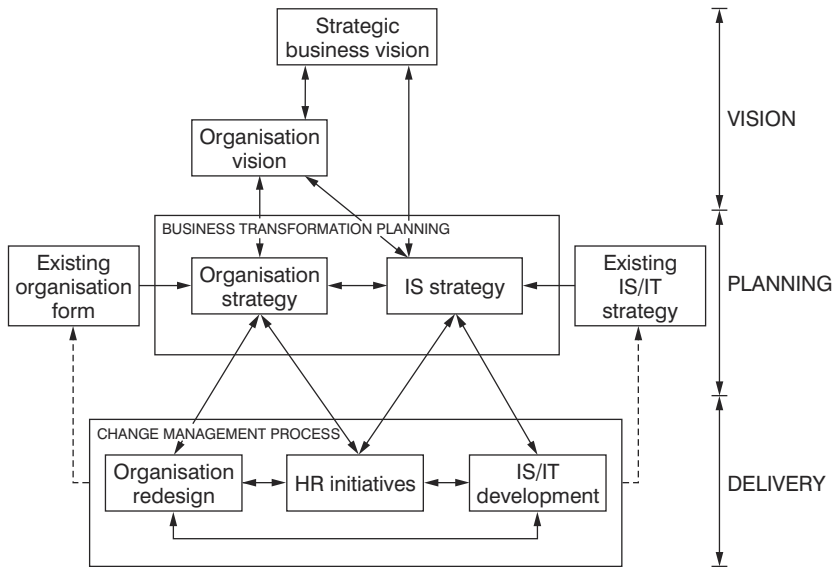 Strategic
business vision
VISION
Organisation
vision
BUSINESS TRANSFORMATION PLANNING
Existing
organisation
form
Organisation
strategy
IS strategy
Existing
IS/IT
strategy
PLANNING
CHANGE MANAGEMENT PROCESS
Organisation
redesign
HR initiatives
IS/IT
development
DELIVERY